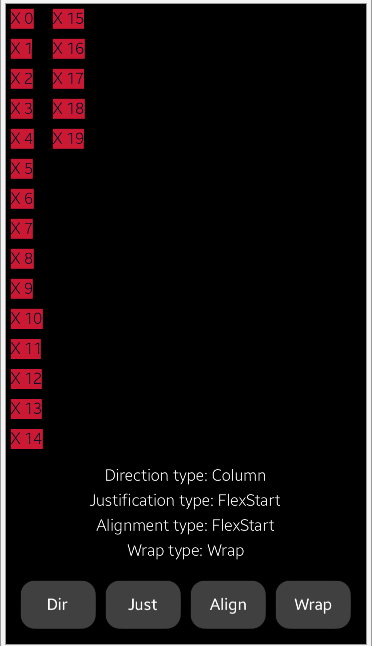 X 0 X 15
X 1 X 16
X 2 X 17
X 3 X 18
X 4 X 19
X 5
X 6
X 7
X 8
X 9
X 10
X 11
X 12
X 13
X 14
Direction type: Column
Justification type: FlexStart
Alignment type: FlexStart
Wrap type: Wrap
Dir Just Align Wrap